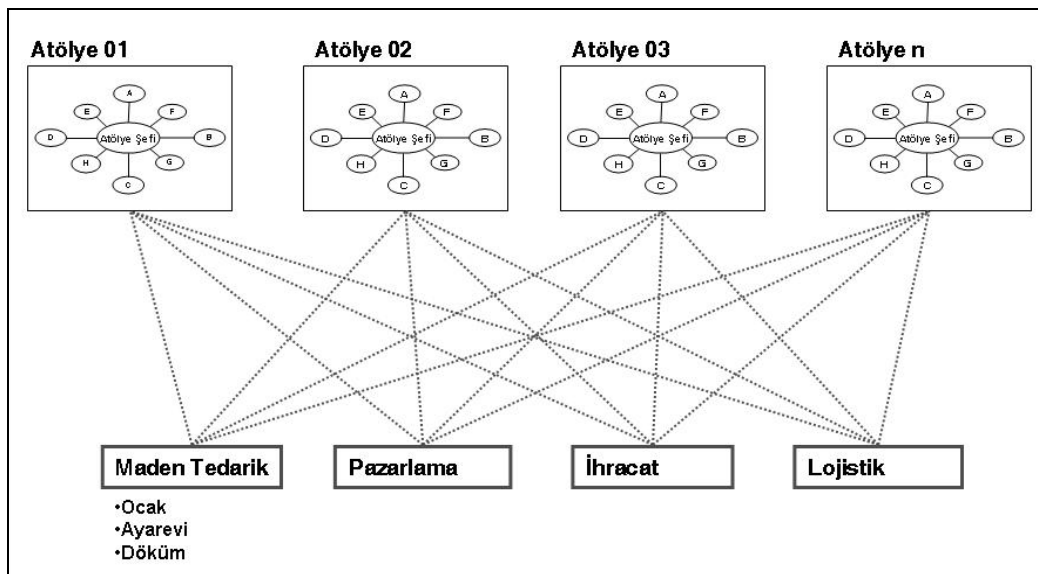 Atölye 01
Atölye 02
Atölye 03
Atölye n
A
E F
D Atölye Şefi B
H G
C
A
E F
D Atölye Şefi B
H G
C
A
E F
D Atölye Şefi B
H G
C
A
E F
D Atölye Şefi B
H G
C
Maden Tedarik
•Ocak
•Ayarevi
•Döküm
Pazarlama
İhracat
Lojistik